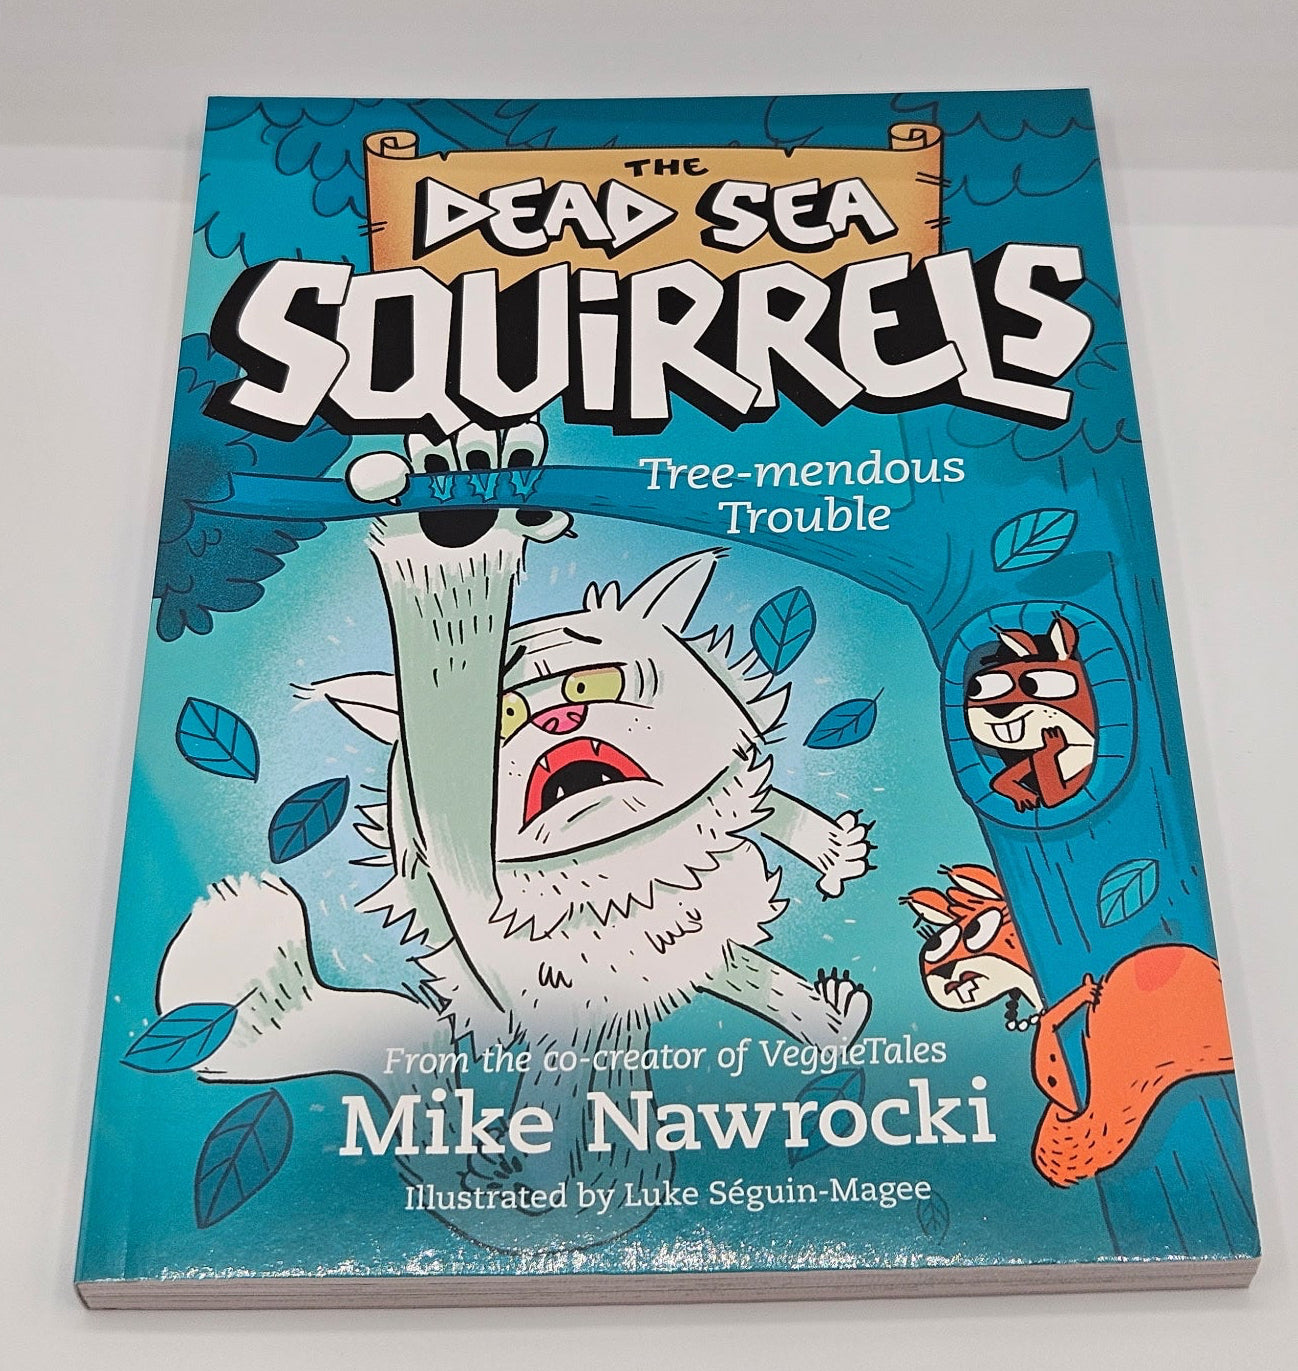 THE
DEAD SEA
SQUiRRELS
Tree-mendous
Trouble
From the co-creator of VeggieTales
Mike Nawrocki
Illustrated by Luke Séguin-Magee